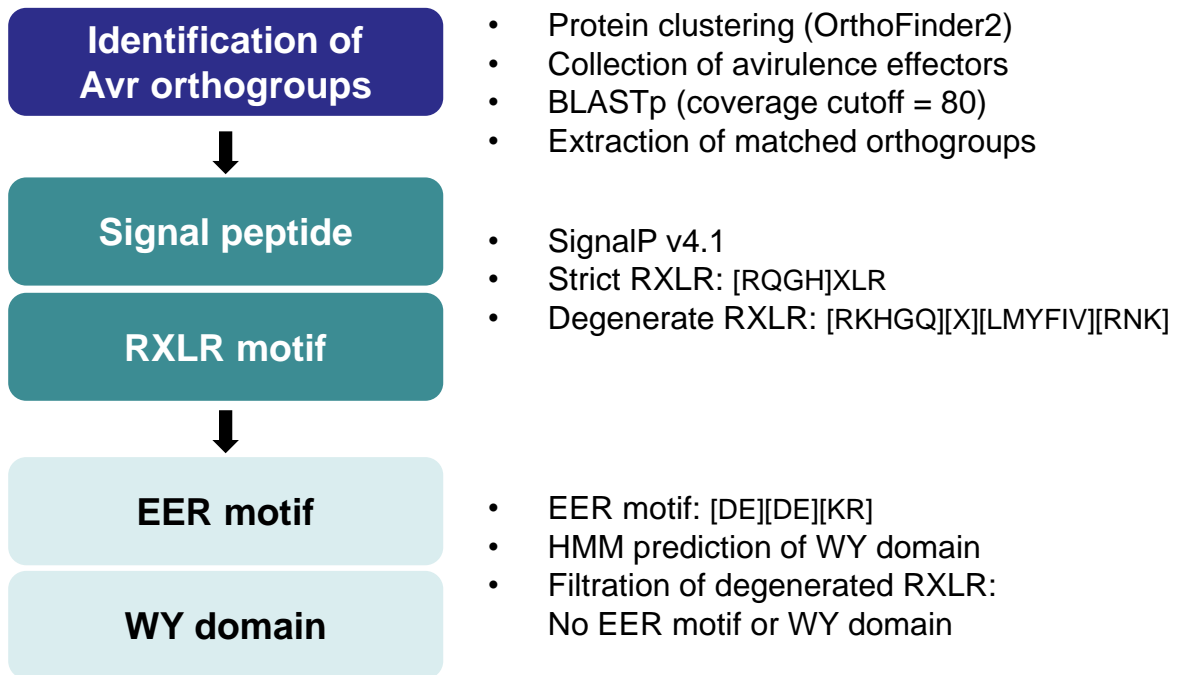 Identification of
Avr orthogroups
• Protein clustering (OrthoFinder2)
• Collection of avirulence effectors
• BLASTp (coverage cutoff = 80)
• Extraction of matched orthogroups
Signal peptide
RXLR motif
• SignalP v4.1
• Strict RXLR: [RQGH]XLR
• Degenerate RXLR: [RKHGQ][X][LMYFIV][RNK]
EER motif
WY domain
• EER motif: [DE][DE][KR]
• HMM prediction of WY domain
• Filtration of degenerated RXLR:
No EER motif or WY domain